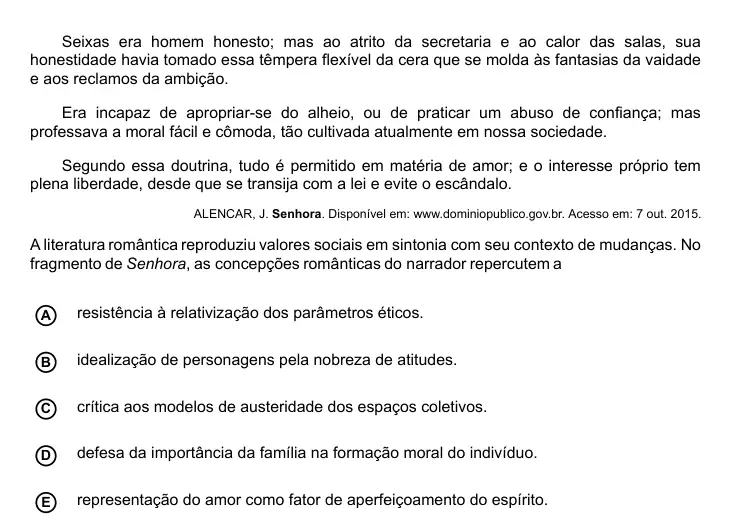 Seixas era homem honesto; mas ao atrito da secretaria e ao calor das salas, sua
honestidade havia tomado essa têmpera flexível da cera que se molda às fantasias da vaidade
e aos reclamos da ambição.
Era incapaz de apropriar-se do alheio, ou de praticar um abuso de confiança; mas
professava a moral fácil e cômoda, tão cultivada atualmente em nossa sociedade.
Segundo essa doutrina, tudo é permitido em matéria de amor; e o interesse próprio tem
plena liberdade, desde que se transija com a lei e evite o escândalo.
ALENCAR, J. Senhora. Disponível em: www.dominiopublico.gov.br. Acesso em: 7 out. 2015.
A literatura romântica reproduziu valores sociais em sintonia com seu contexto de mudanças. No
fragmento de Senhora, as concepções românticas do narrador repercutem a
A resistência à relativização dos parâmetros éticos.
B idealização de personagens pela nobreza de atitudes.
C crítica aos modelos de austeridade dos espaços coletivos.
D defesa da importância da família na formação moral do indivíduo.
E representação do amor como fator de aperfeiçoamento do espírito.